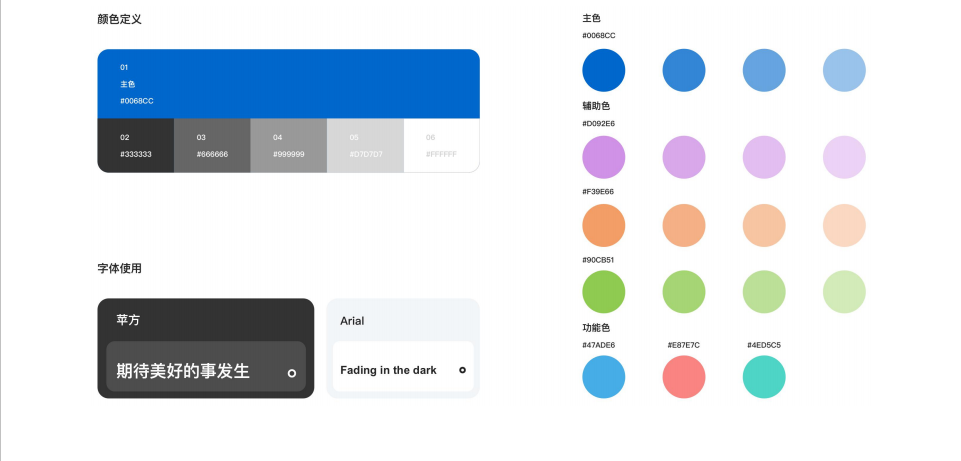 颜色定义
01
主色
#0068CC
02
#333333
03
#666666
04
#999999
05
#D7D7D7
06
#FFFFFF
字体使用
苹方
期待美好的事发生
Arial
Fading in the dark
主色
#0068CC
辅助色
#D092E6
#F39E66
#90CB51
功能色
#47ADE6
#E87E7C
#4ED5C5